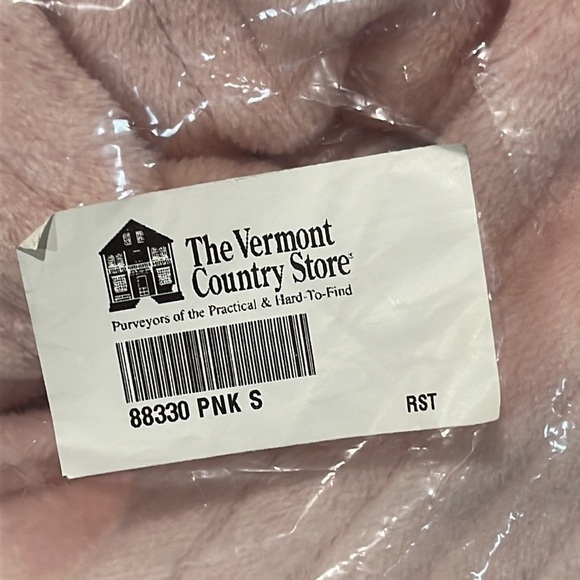 The Vermont
Country Store
Purveyors of the Practical & Hard-To-Find
88330 PNK S
RST